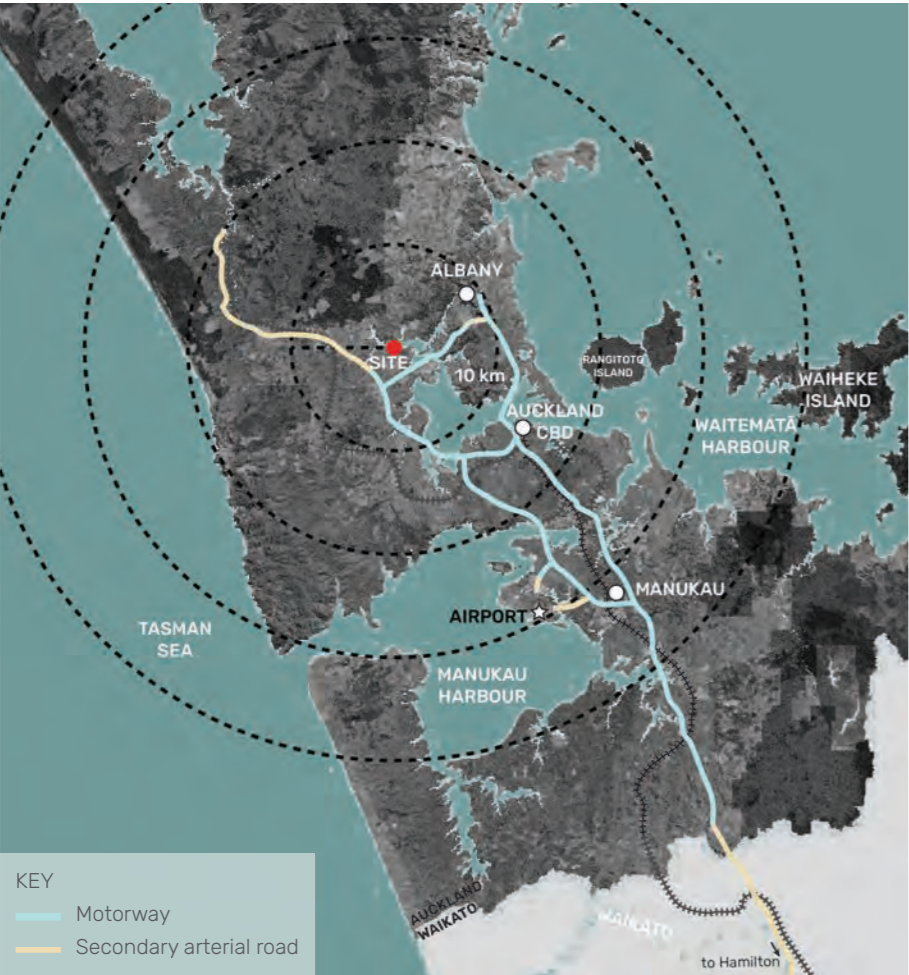 ALBANY
SITE
10 km
RANGITOTO
ISLAND
WAIHEKE
ISLAND
AUCKLAND
CBD
WAITEMATĀ
HARBOUR
MANUKAU
AIRPORT
TASMAN
SEA
MANUKAU
HARBOUR
AUCKLAND
WAIKATO
WAIKATO
to Hamilton
KEY
Motorway
Secondary arterial road